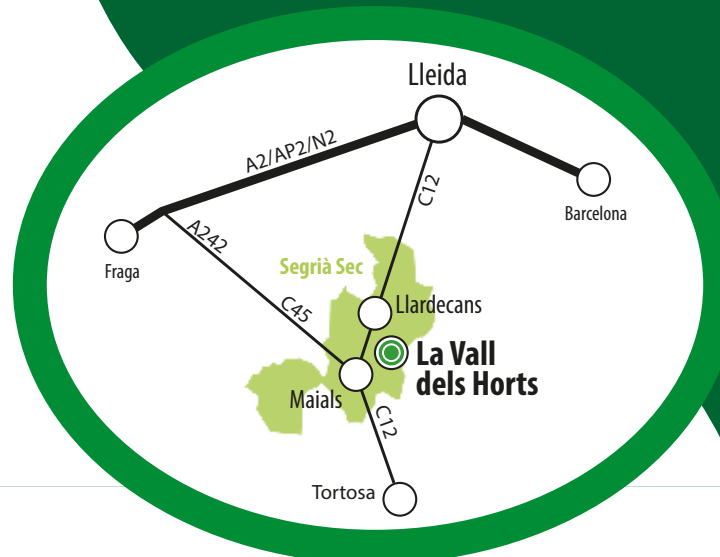 Lleida
A2/AP2/N2
C12
Barcelona
A242
Fraga
Segrià Sec
C45
Llardecans
La Vall
dels Horts
Maials
C12
Tortosa